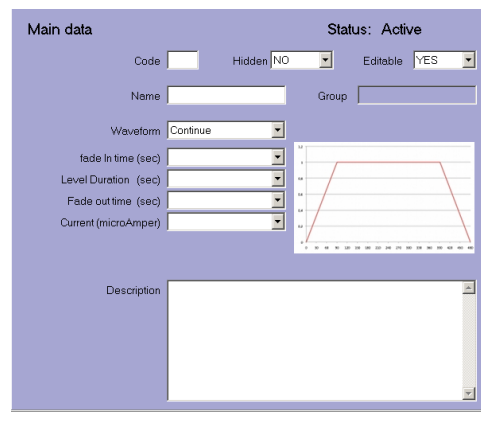 Main data Status: Active
Code Hidden NO Editable YES
Name Group
Waveform Continue
fade In time (sec)
Level Duration (sec)
Fade out time (sec)
Current (microAmper)
Description